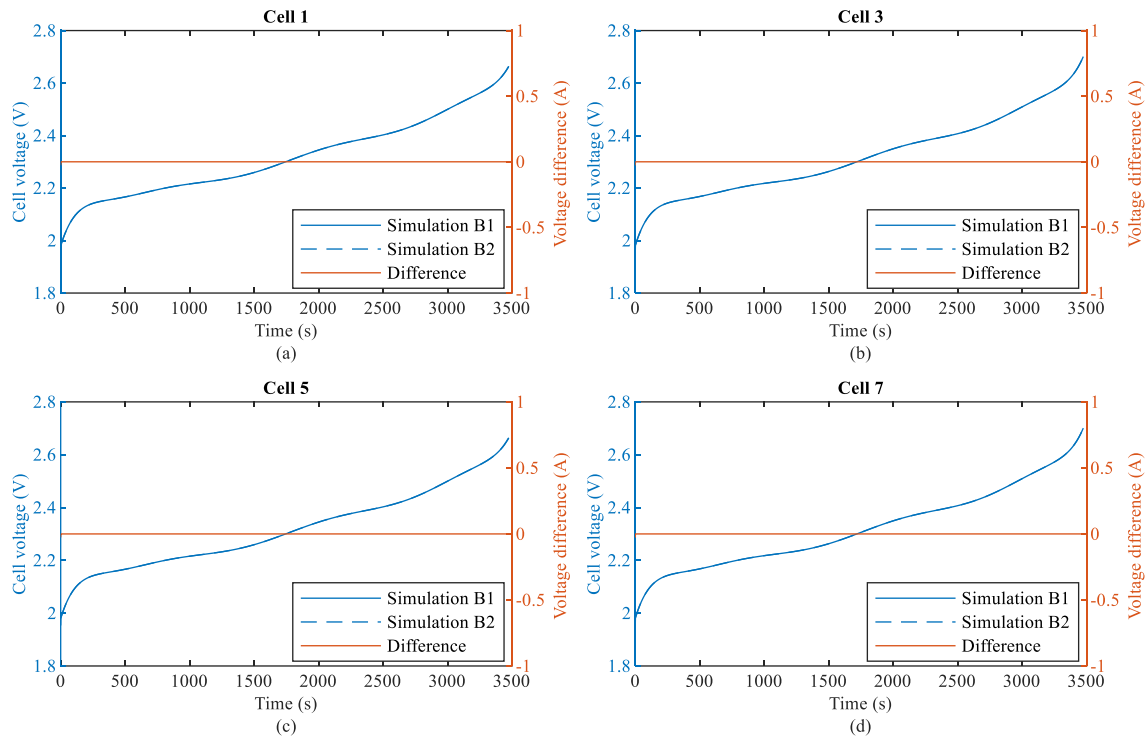 Cell 1
2.8
2.6
2.4
2.2
2
1.8
Cell voltage (V)
1
0.5
0
-0.5
-1
Voltage difference (A)
Simulation B1
Simulation B2
Difference
0 500 1000 1500 2000 2500 3000 3500
Time (s)
(a)
Cell 3
2.8
2.6
2.4
2.2
2
1.8
Cell voltage (V)
1
0.5
0
-0.5
-1
Voltage difference (A)
Simulation B1
Simulation B2
Difference
0 500 1000 1500 2000 2500 3000 3500
Time (s)
(b)
Cell 5
2.8
2.6
2.4
2.2
2
1.8
Cell voltage (V)
1
0.5
0
-0.5
-1
Voltage difference (A)
Simulation B1
Simulation B2
Difference
0 500 1000 1500 2000 2500 3000 3500
Time (s)
(c)
Cell 7
2.8
2.6
2.4
2.2
2
1.8
Cell voltage (V)
1
0.5
0
-0.5
-1
Voltage difference (A)
Simulation B1
Simulation B2
Difference
0 500 1000 1500 2000 2500 3000 3500
Time (s)
(d)